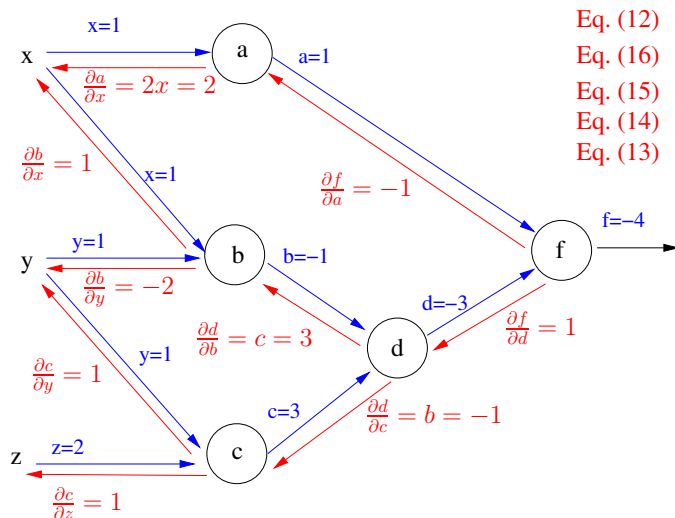 x=1
Eq. (12)
x
a
a=1
Eq. (16)
∂a/∂x = 2x = 2
Eq. (15)
Eq. (14)
∂b/∂x = 1
Eq. (13)
x=1
∂f/∂a = −1
f=−4
y=1
b
b=−1
f
y
∂b/∂y = −2
d=−3
∂f/∂d = 1
∂d/∂b = c = 3
d
∂c/∂y = 1
y=1
c=3
∂d/∂c = b = −1
z=2
z
c
∂c/∂z = 1